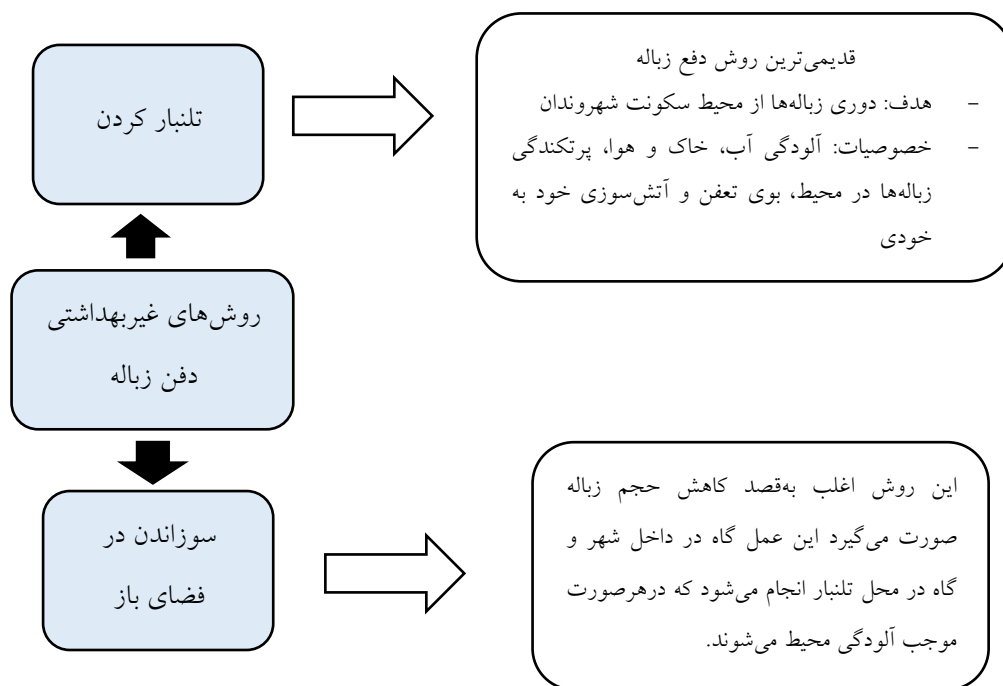 تلنبار کردن
قدیمی‌ترین روش دفع زباله
- هدف: دوری زباله‌ها از محیط سکونت شهروندان
- خصوصیات: آلودگی آب، خاک و هوا، پرتکندگی
زباله‌ها در محیط، بوی تعفن و آتش‌سوزی خود به
خودی
روش‌های غیربهداشتی
دفن زباله
سوزاندن در
فضای باز
این روش اغلب به‌قصد کاهش حجم زباله
صورت می‌گیرد این عمل گاه در داخل شهر و
گاه در محل تلنبار انجام می‌شود که درهرصورت
موجب آلودگی محیط می‌شوند.